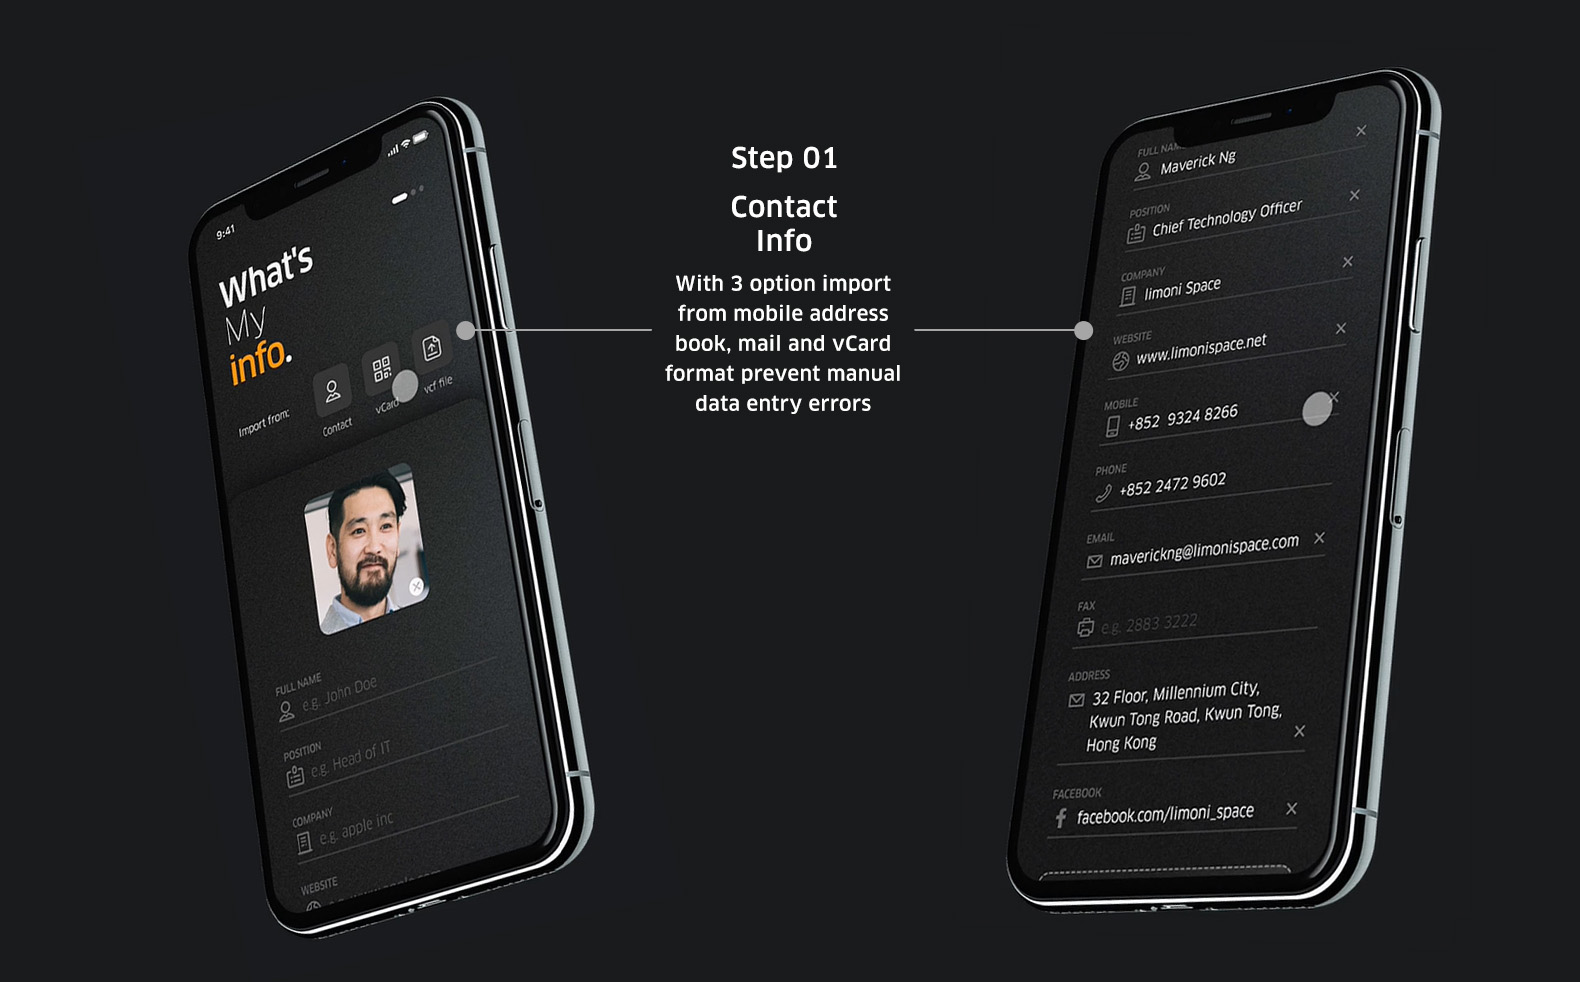 9:41
What's
My
info.
Import from:
Contact
vCard
vcf file
FULL NAME
e.g. John Doe
POSITION
e.g. Head of IT
COMPANY
e.g. apple inc
WEBSITE
Step 01
Contact
Info
With 3 option import
from mobile address
book, mail and vCard
format prevent manual
data entry errors
FULL NAME
Maverick Ng
POSITION
Chief Technology Officer
COMPANY
limoni Space
WEBSITE
www.limonispace.net
MOBILE
+852 9324 8266
PHONE
+852 2472 9602
EMAIL
maverickng@limonispace.com
FAX
e.g. 2883 3222
ADDRESS
32 Floor, Millennium City,
Kwun Tong Road, Kwun Tong,
Hong Kong
FACEBOOK
facebook.com/limoni_space